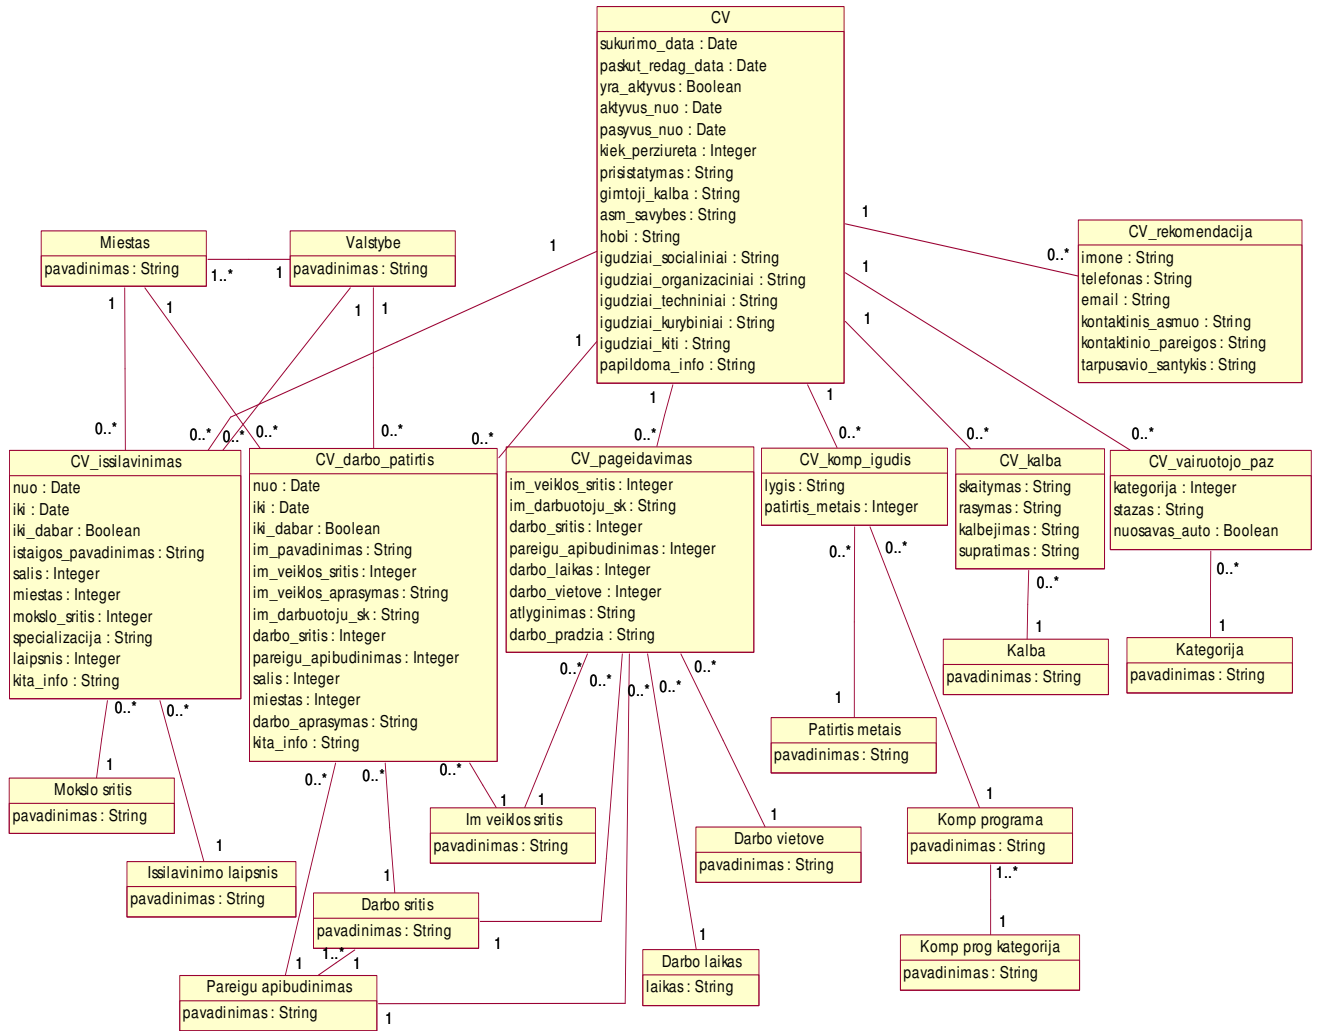 CV
sukurimo_data : Date
paskut_redag_data : Date
yra_aktyvus : Boolean
aktyvus_nuo : Date
pasyvus_nuo : Date
kiek_perziureta : Integer
prisistatymas : String
gimtoji_kalba : String
asm_savybes : String
hobi : String
igudziai_socialiniai : String
igudziai_organizaciniai : String
igudziai_techniniai : String
igudziai_kurybiniai : String
igudziai_kiti : String
papildoma_info : String
Miestas
pavadinimas : String
Valstybe
pavadinimas : String
1..*
1
1
1
1
1
1
1
1
1
1
1
1
CV_rekomendacija
imone : String
telefonas : String
email : String
kontaktinis_asmuo : String
kontaktinio_pareigos : String
tarpusavio_santykis : String
0..*
0..*
0..*
0..*
0..*
0..*
0..*
0..*
0..*
0..*
0..*
CV_issilavinimas
nuo : Date
iki : Date
iki_dabar : Boolean
istaigos_pavadinimas : String
salis : Integer
miestas : Integer
mokslo_sritis : Integer
specializacija : String
laipsnis : Integer
kita_info : String
CV_darbo_patirtis
nuo : Date
iki : Date
iki_dabar : Boolean
im_pavadinimas : String
im_veiklos_sritis : Integer
im_veiklos_aprasymas : String
im_darbuotoju_sk : String
darbo_sritis : Integer
pareigu_apibudinimas : Integer
salis : Integer
miestas : Integer
darbo_aprasymas : String
kita_info : String
CV_pageidavimas
im_veiklos_sritis : Integer
im_darbuotoju_sk : String
darbo_sritis : Integer
pareigu_apibudinimas : Integer
darbo_laikas : Integer
darbo_vietove : Integer
atlyginimas : String
darbo_pradzia : String
CV_komp_igudis
lygis : String
patirtis_metais : Integer
CV_kalba
skaitymas : String
rasymas : String
kalbejimas : String
supratimas : String
CV_vairuotojo_paz
kategorija : Integer
stazas : String
nuosavas_auto : Boolean
0..*
0..*
0..*
0..*
0..*
0..*
0..*
0..*
0..*
0..*
0..*
0..*
0..*
0..*
1
Kalba
pavadinimas : String
1
Kategorija
pavadinimas : String
1
Patirtis metais
pavadinimas : String
1
Mokslo sritis
pavadinimas : String
1
Issilavinimo laipsnis
pavadinimas : String
1
1
Im veiklos sritis
pavadinimas : String
1
Darbo vietove
pavadinimas : String
1
Komp programa
pavadinimas : String
1..*
1
Komp prog kategorija
pavadinimas : String
1
Darbo sritis
pavadinimas : String
1
1..*
1
1
Pareigu apibudinimas
pavadinimas : String
1
1
Darbo laikas
laikas : String